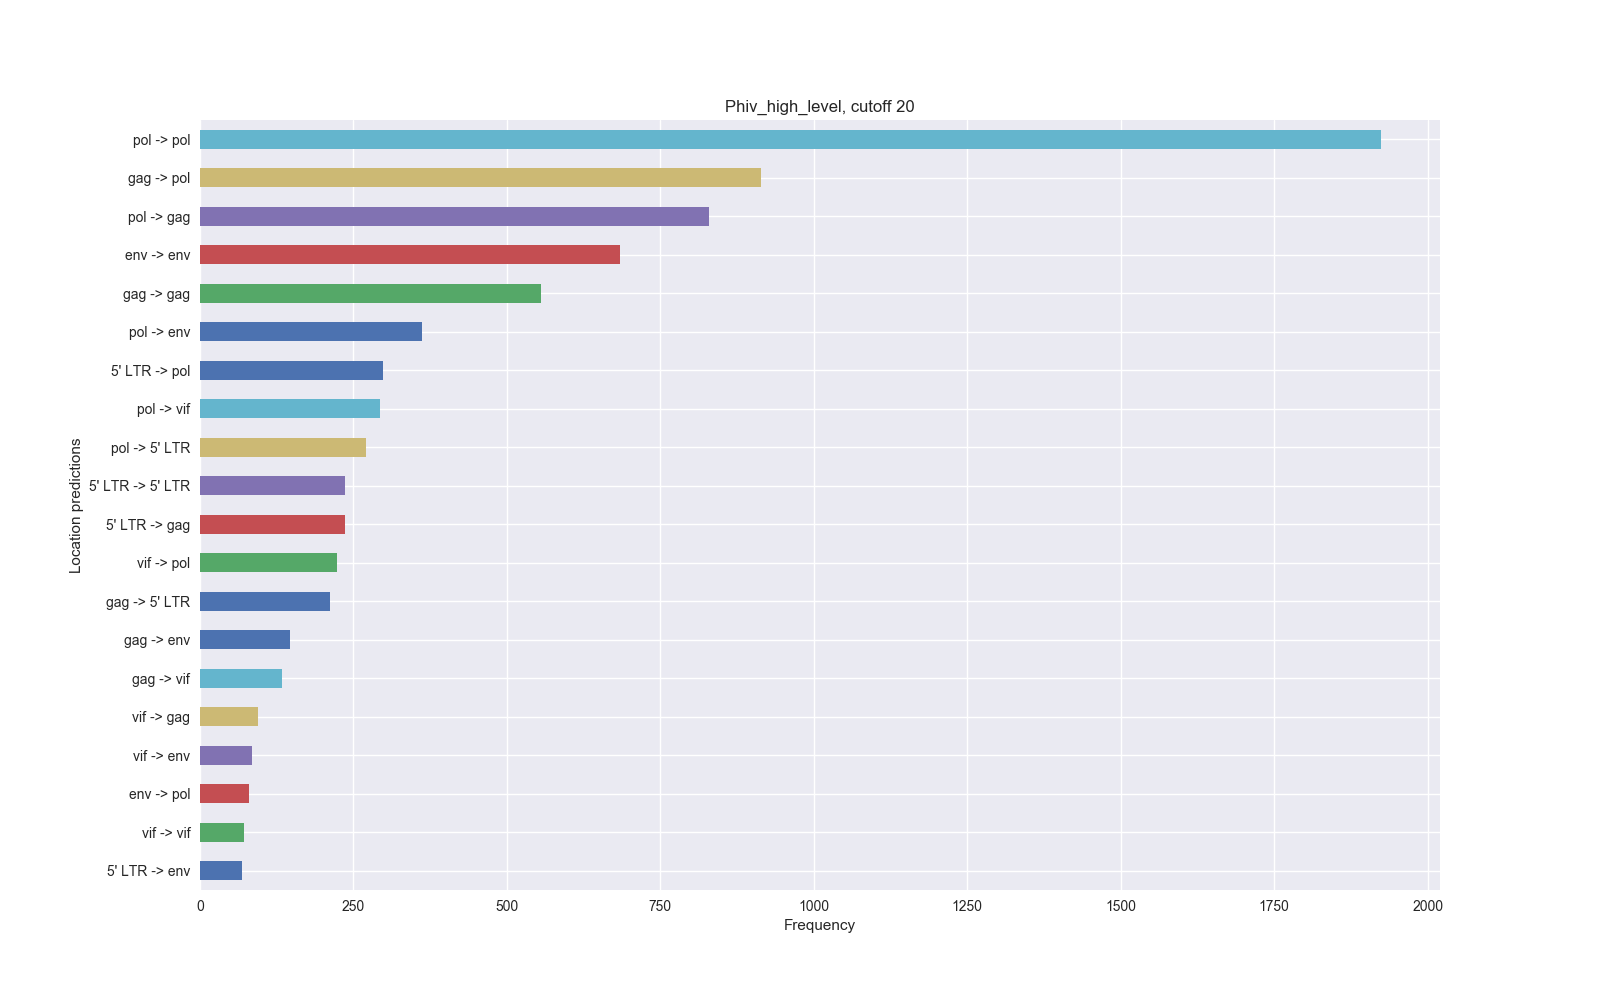 Phiv_high_level, cutoff 20
pol -> pol
gag -> pol
pol -> gag
env -> env
gag -> gag
pol -> env
5' LTR -> pol
pol -> vif
pol -> 5' LTR
5' LTR -> 5' LTR
5' LTR -> gag
vif -> pol
gag -> 5' LTR
gag -> env
gag -> vif
vif -> gag
vif -> env
env -> pol
vif -> vif
5' LTR -> env
Location predictions
0 250 500 750 1000 1250 1500 1750 2000
Frequency